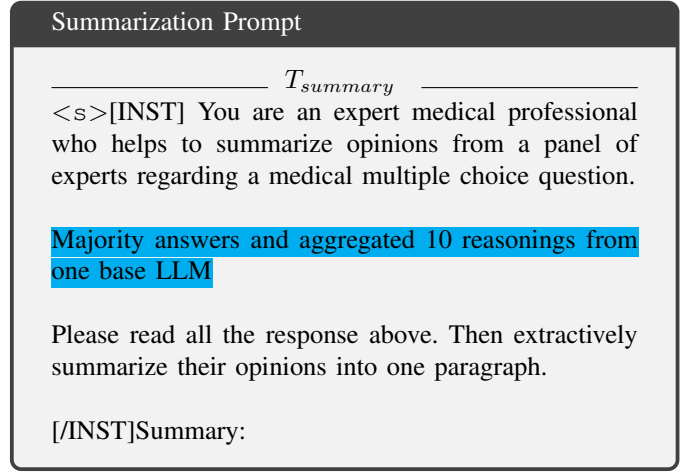 Summarization Prompt
T_{summary}
<s>[INST] You are an expert medical professional
who helps to summarize opinions from a panel of
experts regarding a medical multiple choice question.
Majority answers and aggregated 10 reasonings from
one base LLM
Please read all the response above. Then extractively
summarize their opinions into one paragraph.
[/INST]Summary: